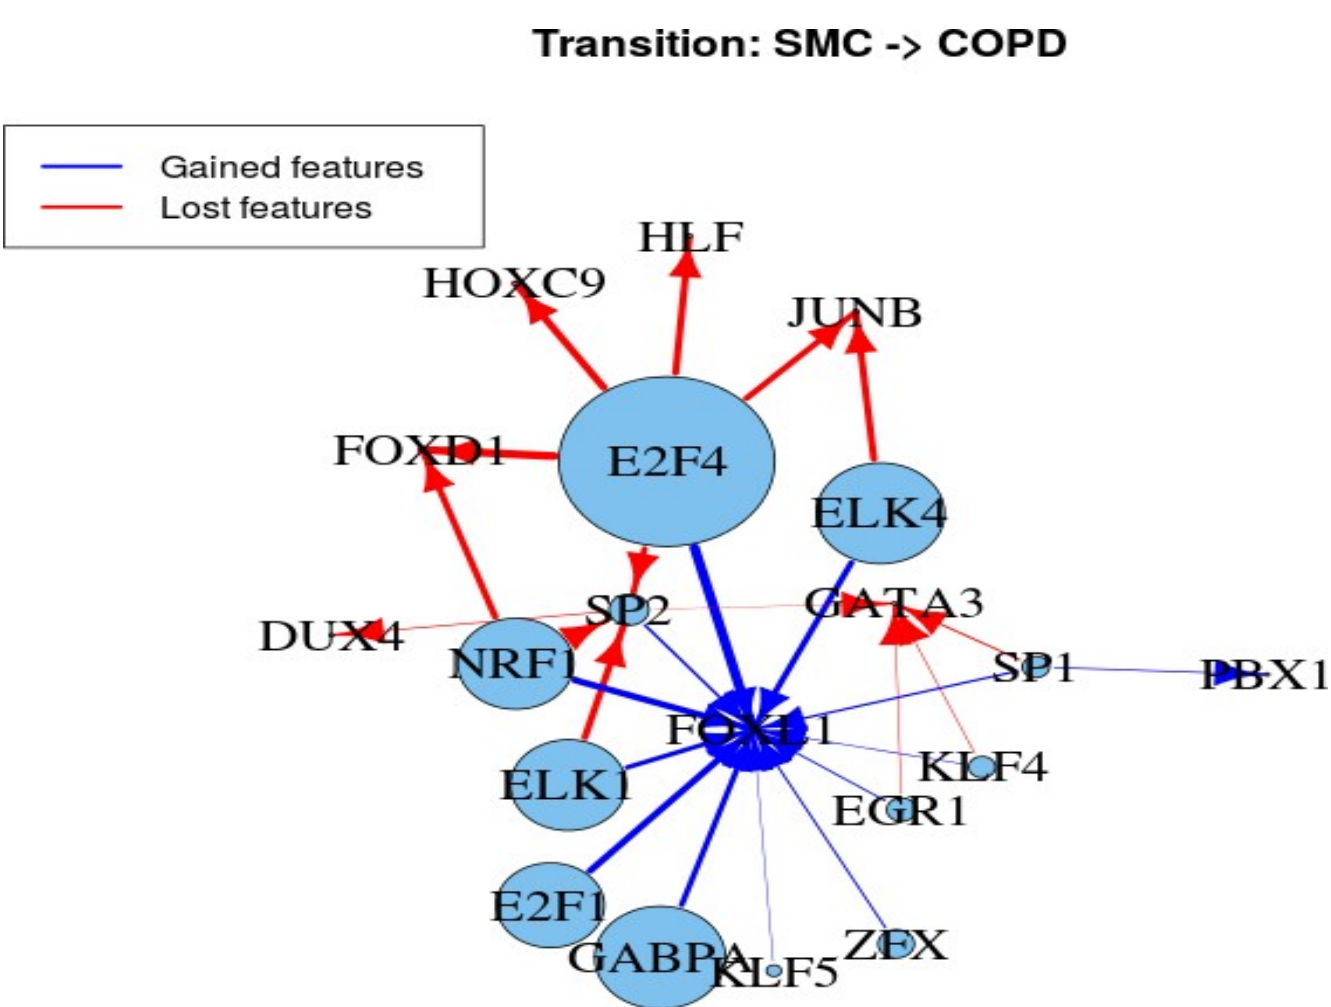 Transition: SMC -> COPD
Gained features
Lost features
HLF
HOXC9
JUNB
FOXD1
E2F4
ELK4
SP2
GATA3
DUX4
NRF1
SP1
PBX1
FOXL1
KLF4
ELK1
EGR1
E2F1
GABPA
KLF5
ZFX